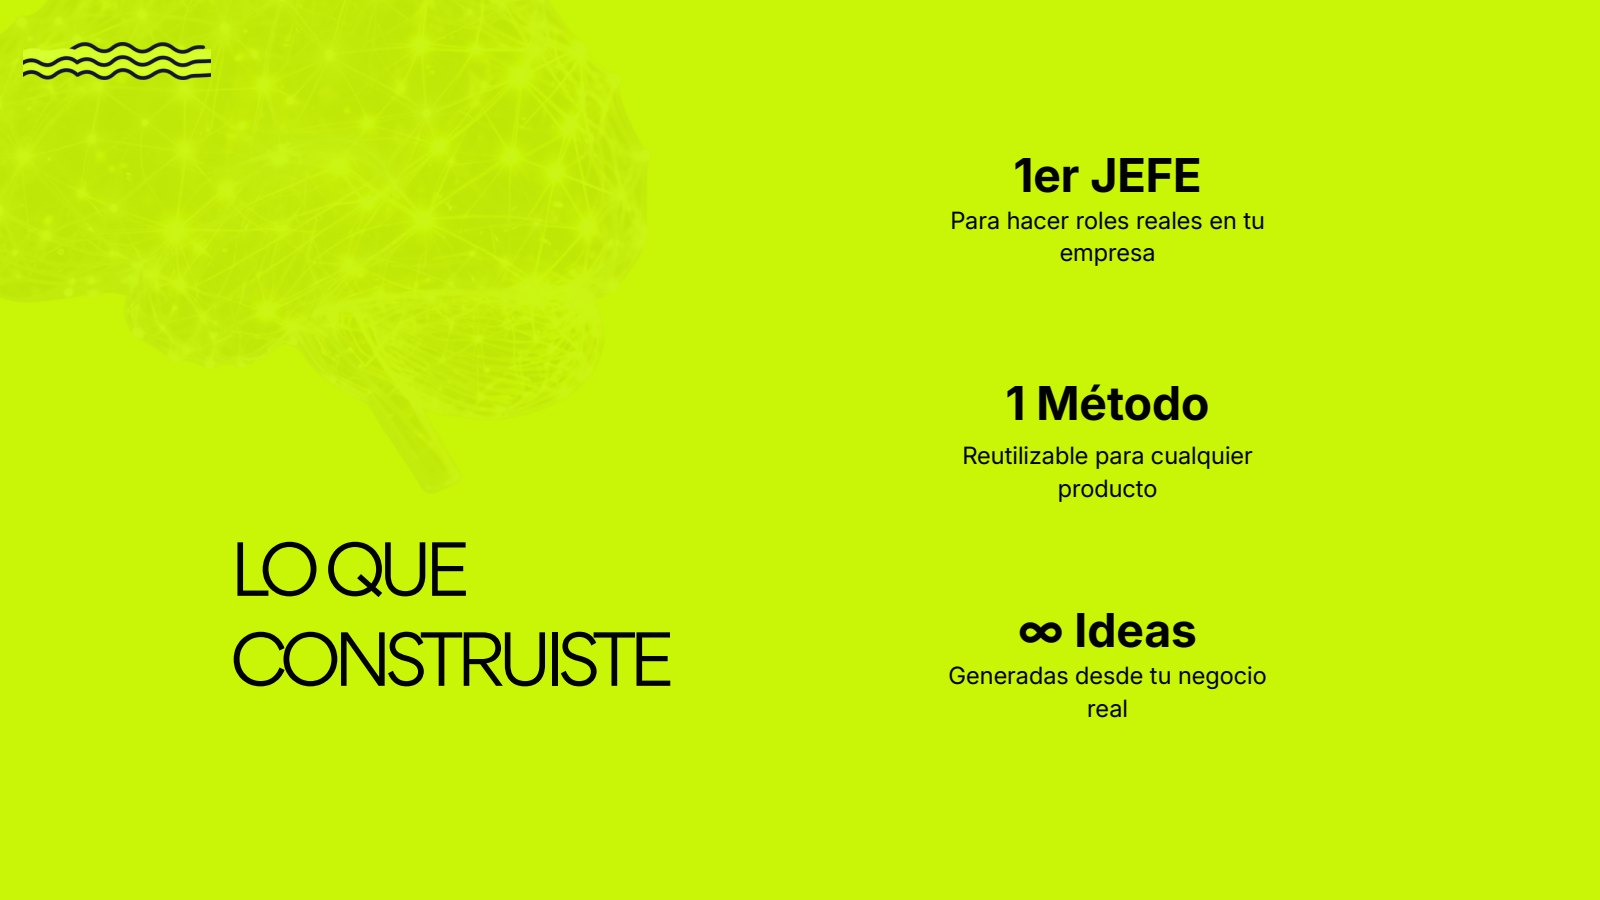 LO QUE
CONSTRUISTE
1er JEFE
Para hacer roles reales en tu
empresa
1 Método
Reutilizable para cualquier
producto
∞ Ideas
Generadas desde tu negocio
real